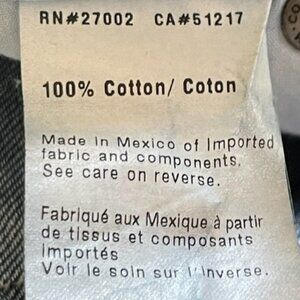 RN#27002 CA#51217
100% Cotton/ Coton
Made in Mexico of Imported
fabric and components.
See care on reverse.
Fabriqué aux Mexique à partir
de tissus et composants
importés
Voir le soin sur l'inverse.